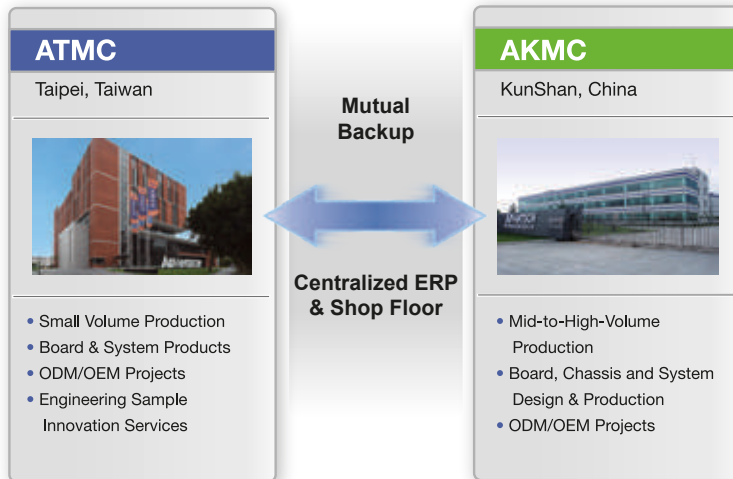 ATMC
Taipei, Taiwan
Small Volume Production
Board & System Products
ODM/OEM Projects
Engineering Sample
Innovation Services
Mutual
Backup
Centralized ERP
& Shop Floor
AKMC
KunShan, China
Mid-to-High-Volume
Production
Board, Chassis and System
Design & Production
ODM/OEM Projects